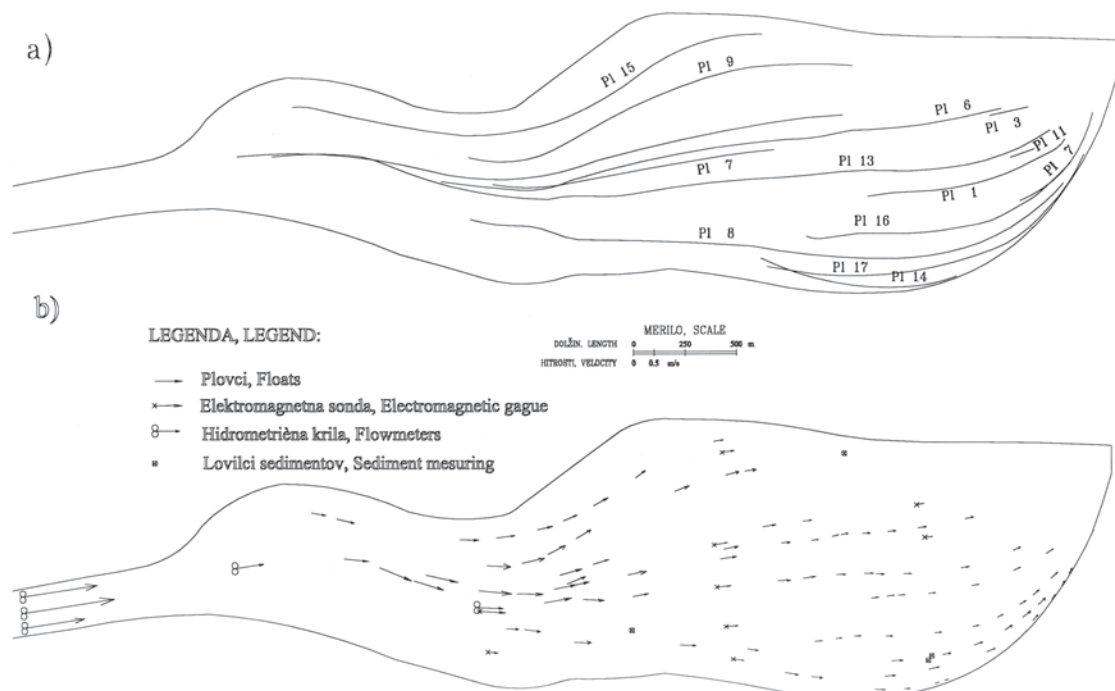 a)
Pl 15
Pl 9
Pl 6
Pl 3
Pl 11
Pl 7
Pl 13
Pl 7
Pl 1
Pl 16
Pl 8
Pl 17
Pl 14
b)
LEGENDA, LEGEND:
MERILO, SCALE
DOLŽIN, LENGTH 0 250 500 m
HITROSTI, VELOCITY 0 0.5 m/s
Plovci, Floats
Elektromagnetna sonda, Electromagnetic gague
Hidrometrièna krila, Flowmeters
Lovilci sedimentov, Sediment mesuring